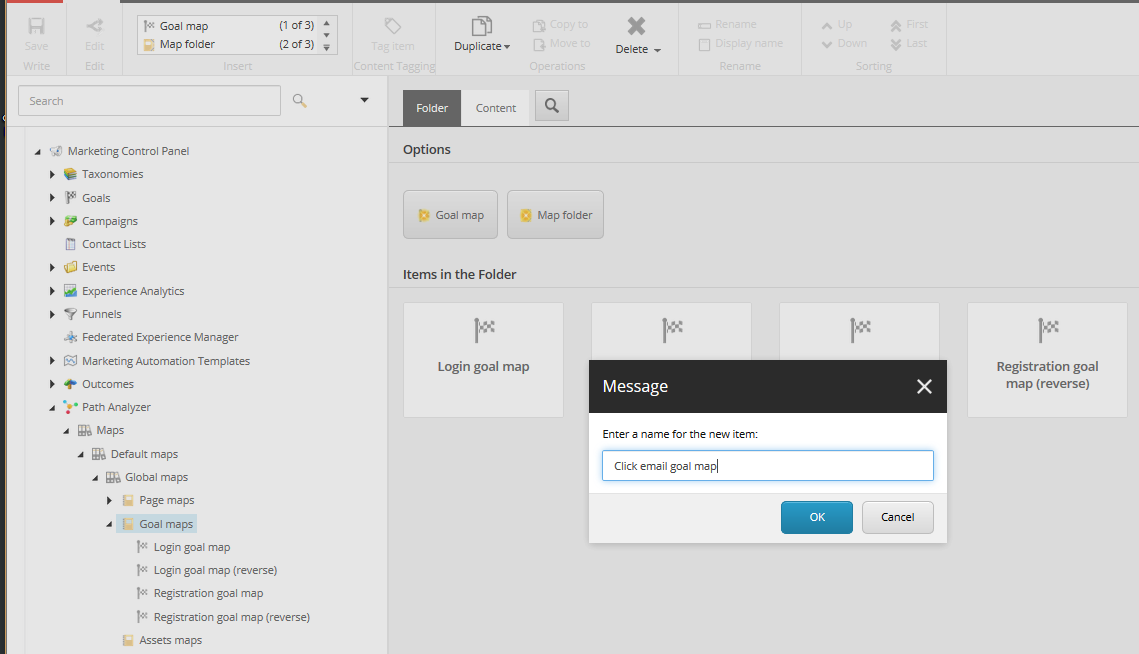 Goal map (1 of 3)
Map folder (2 of 3)
Save
Edit
Tag item
Duplicate
Copy to
Move to
Delete
Rename
Display name
Up
Down
First
Last
Write
Edit
Insert
Content Tagging
Operations
Rename
Sorting
Search
Folder
Content
Marketing Control Panel
Taxonomies
Goals
Campaigns
Contact Lists
Events
Experience Analytics
Funnels
Federated Experience Manager
Marketing Automation Templates
Outcomes
Path Analyzer
Maps
Default maps
Global maps
Page maps
Goal maps
Login goal map
Login goal map (reverse)
Registration goal map
Registration goal map (reverse)
Assets maps
Options
Goal map
Map folder
Items in the Folder
Login goal map
Registration goal
map (reverse)
Message
Enter a name for the new item:
Click email goal map
OK
Cancel